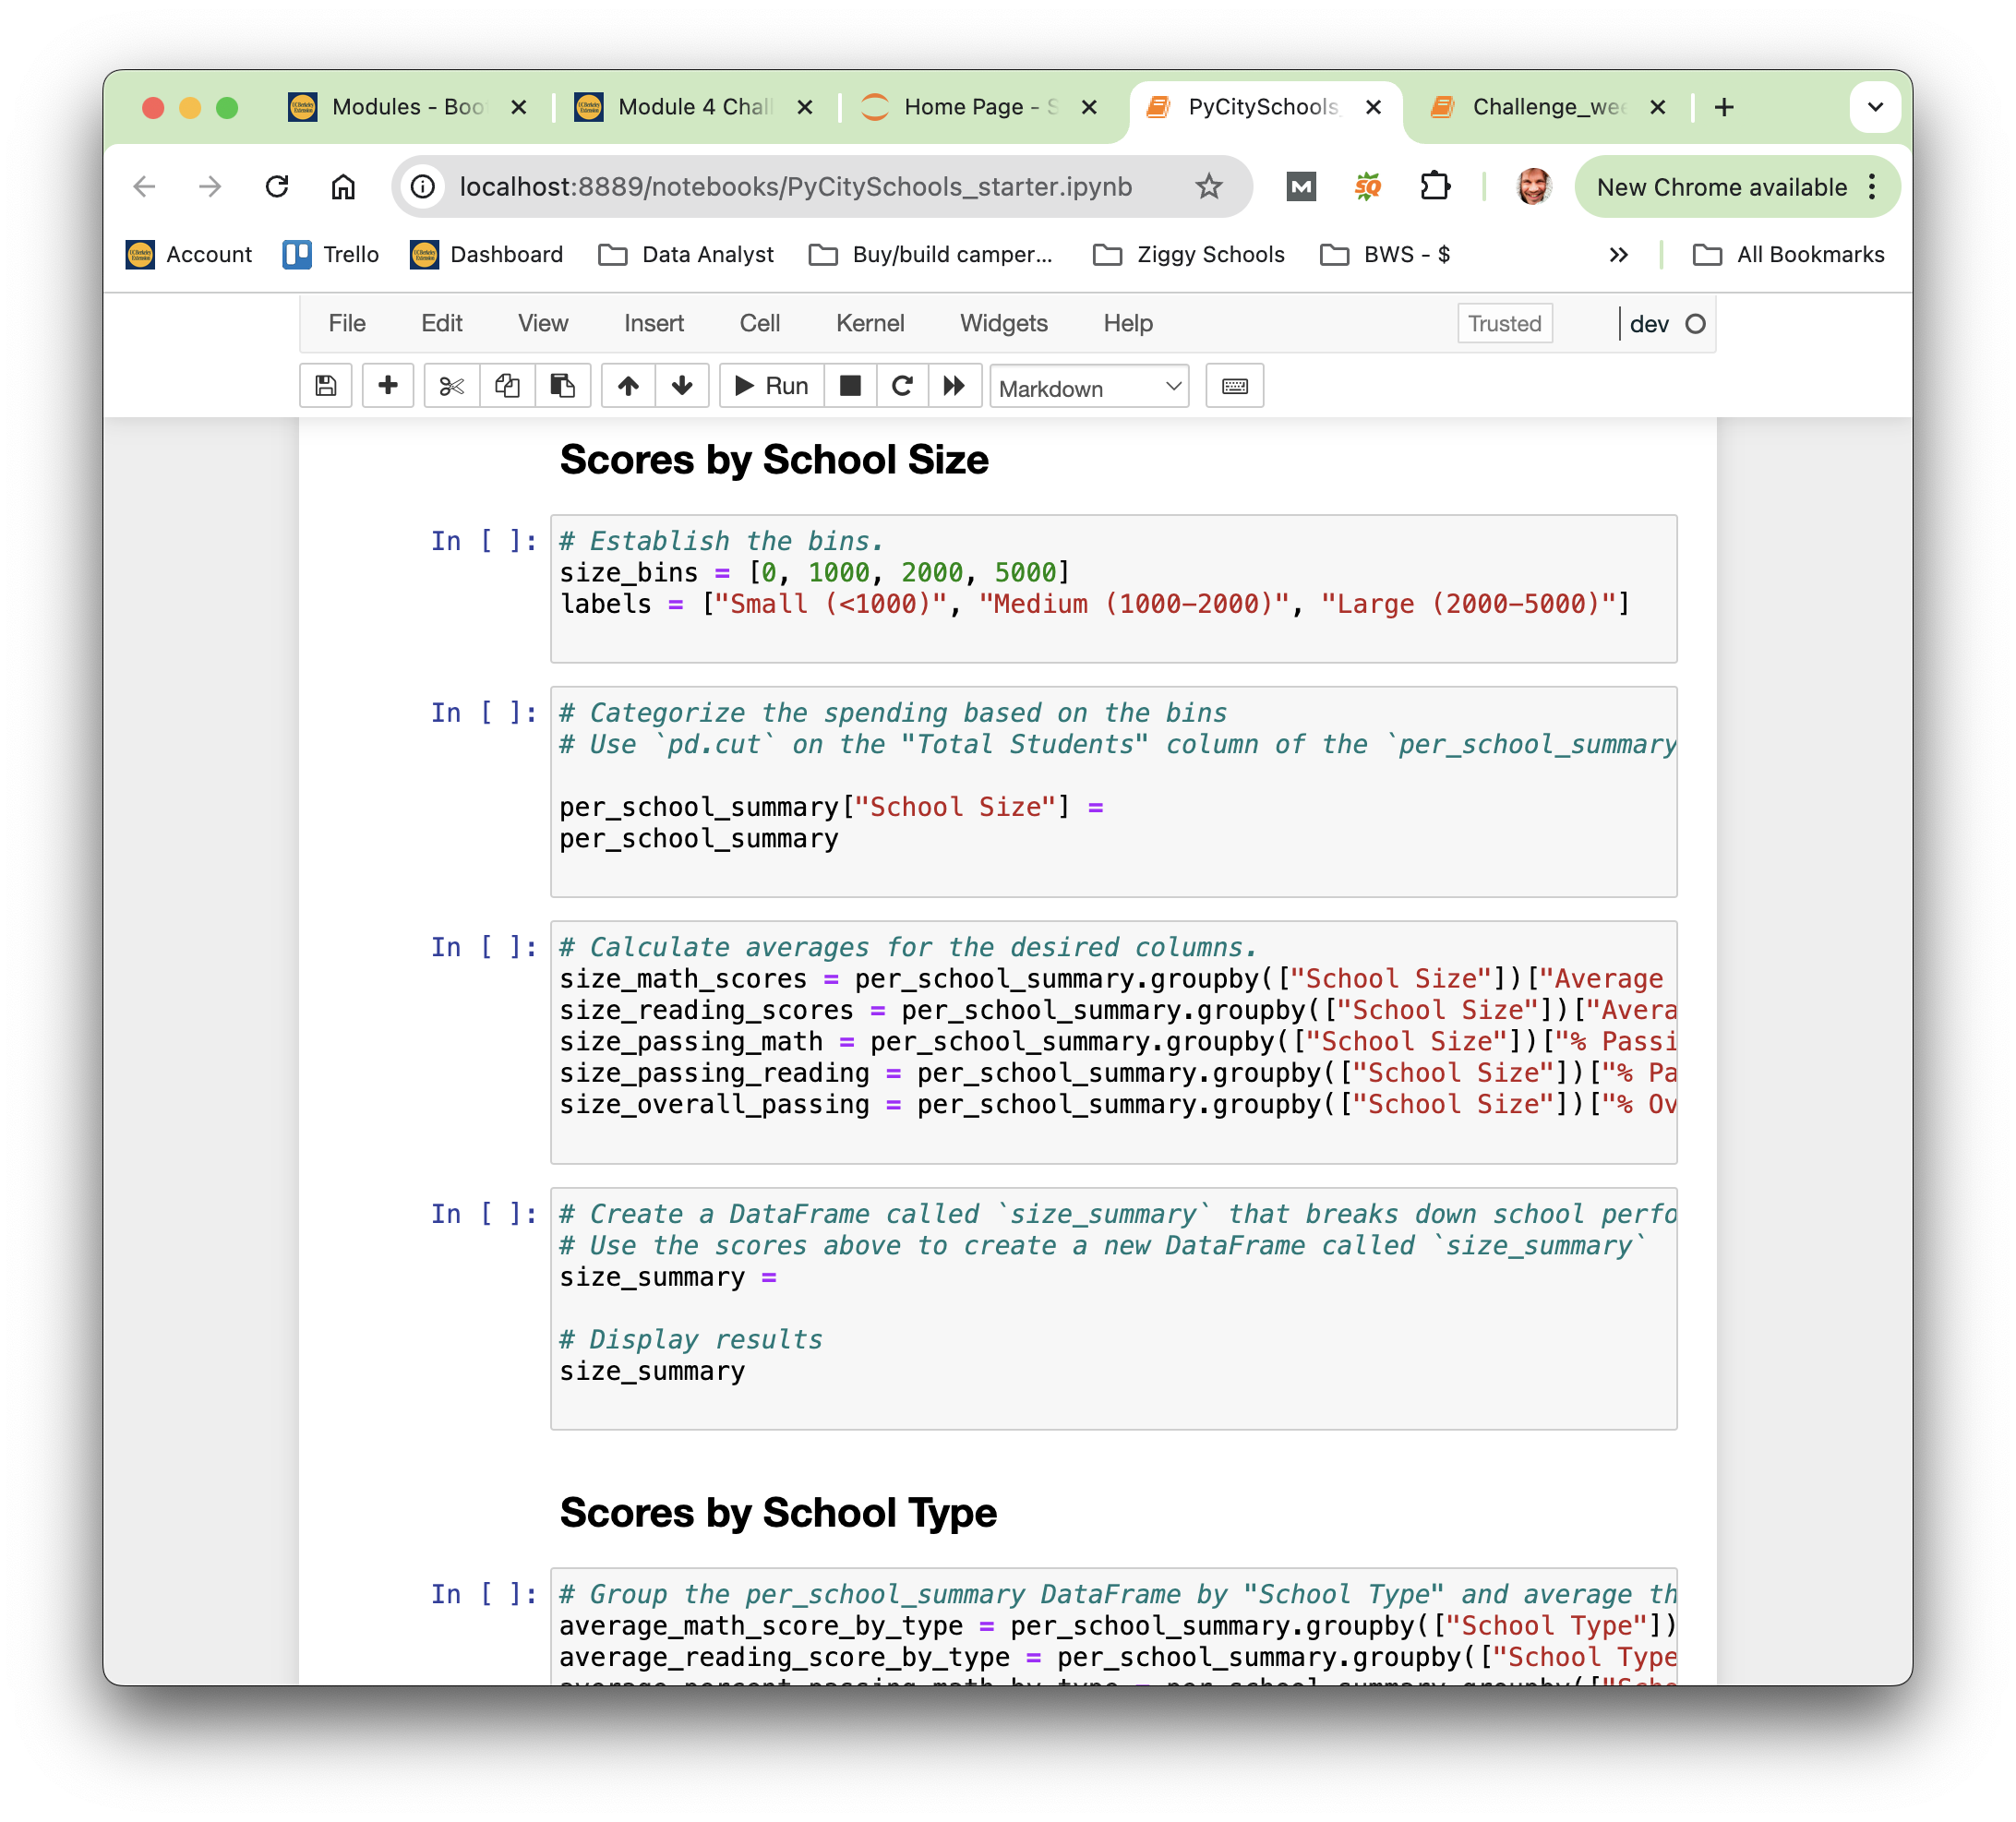 Modules - Boo
Module 4 Chall
Home Page - S
PyCitySchools_
Challenge_wee
localhost:8889/notebooks/PyCitySchools_starter.ipynb
New Chrome available
Account
Trello
Dashboard
Data Analyst
Buy/build camper...
Ziggy Schools
BWS - $
All Bookmarks
File Edit View Insert Cell Kernel Widgets Help
Trusted
dev
Run
Markdown
Scores by School Size
In [ ]:
# Establish the bins.
size_bins = [0, 1000, 2000, 5000]
labels = ["Small (<1000)", "Medium (1000-2000)", "Large (2000-5000)"]
In [ ]:
# Categorize the spending based on the bins
# Use `pd.cut` on the "Total Students" column of the `per_school_summary
per_school_summary["School Size"] =
per_school_summary
In [ ]:
# Calculate averages for the desired columns.
size_math_scores = per_school_summary.groupby(["School Size"])["Average
size_reading_scores = per_school_summary.groupby(["School Size"])["Avera
size_passing_math = per_school_summary.groupby(["School Size"])["% Passi
size_passing_reading = per_school_summary.groupby(["School Size"])["% Pa
size_overall_passing = per_school_summary.groupby(["School Size"])["% Ov
In [ ]:
# Create a DataFrame called `size_summary` that breaks down school perfo
# Use the scores above to create a new DataFrame called `size_summary`
size_summary =
# Display results
size_summary
Scores by School Type
In [ ]:
# Group the per_school_summary DataFrame by "School Type" and average th
average_math_score_by_type = per_school_summary.groupby(["School Type"])
average_reading_score_by_type = per_school_summary.groupby(["School Type